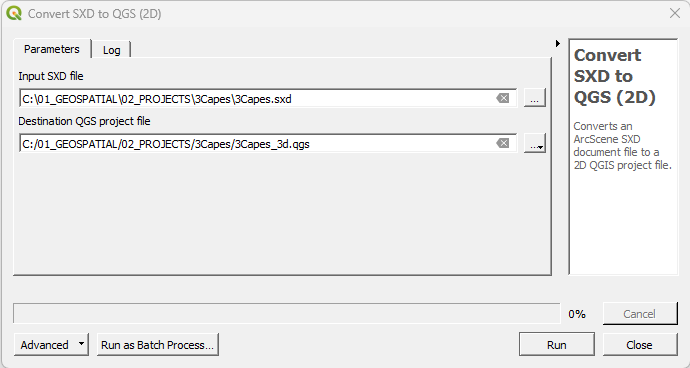 Convert SXD to QGS (2D)
Parameters
Log
Input SXD file
C:\01_GEOSPATIAL\02_PROJECTS\3Capes\3Capes.sxd
...
Destination QGS project file
C:/01_GEOSPATIAL/02_PROJECTS/3Capes/3Capes_3d.qgs
...
Convert
SXD to
QGS (2D)
Converts an
ArcScene SXD
document file to a
2D QGIS project file.
0%
Cancel
Advanced
Run as Batch Process...
Run
Close